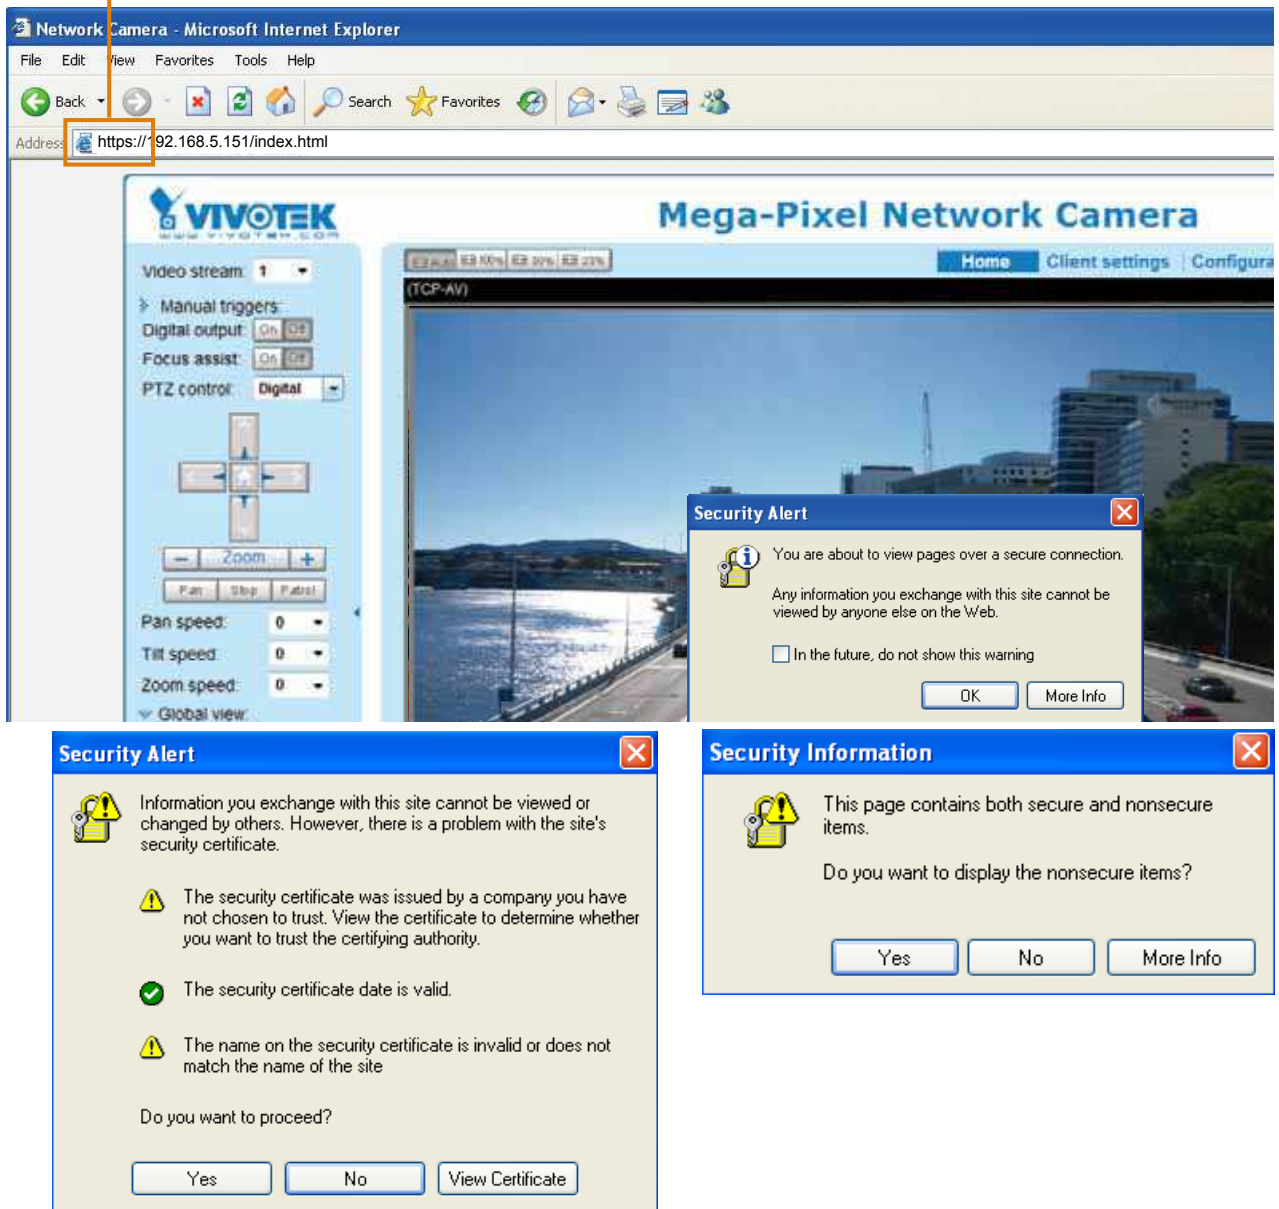 Network Camera - Microsoft Internet Explorer
File Edit View Favorites Tools Help
Back Search Favorites
Address https://192.168.5.151/index.html
VIVOTEK
WWW.VIVOTEK.COM
Mega-Pixel Network Camera
Video stream: 1
100% 50% 25%
Home Client settings Configura
(TCP-AV)
Manual triggers:
Digital output: On Off
Focus assist: On Off
PTZ control: Digital
− Zoom +
Pan Stop Patrol
Pan speed: 0
Tilt speed: 0
Zoom speed: 0
Global view:
Security Alert
You are about to view pages over a secure connection.
Any information you exchange with this site cannot be
viewed by anyone else on the Web.
In the future, do not show this warning
OK More Info
Security Alert
Information you exchange with this site cannot be viewed or
changed by others. However, there is a problem with the site's
security certificate.
The security certificate was issued by a company you have
not chosen to trust. View the certificate to determine whether
you want to trust the certifying authority.
The security certificate date is valid.
The name on the security certificate is invalid or does not
match the name of the site
Do you want to proceed?
Yes No View Certificate
Security Information
This page contains both secure and nonsecure
items.
Do you want to display the nonsecure items?
Yes No More Info